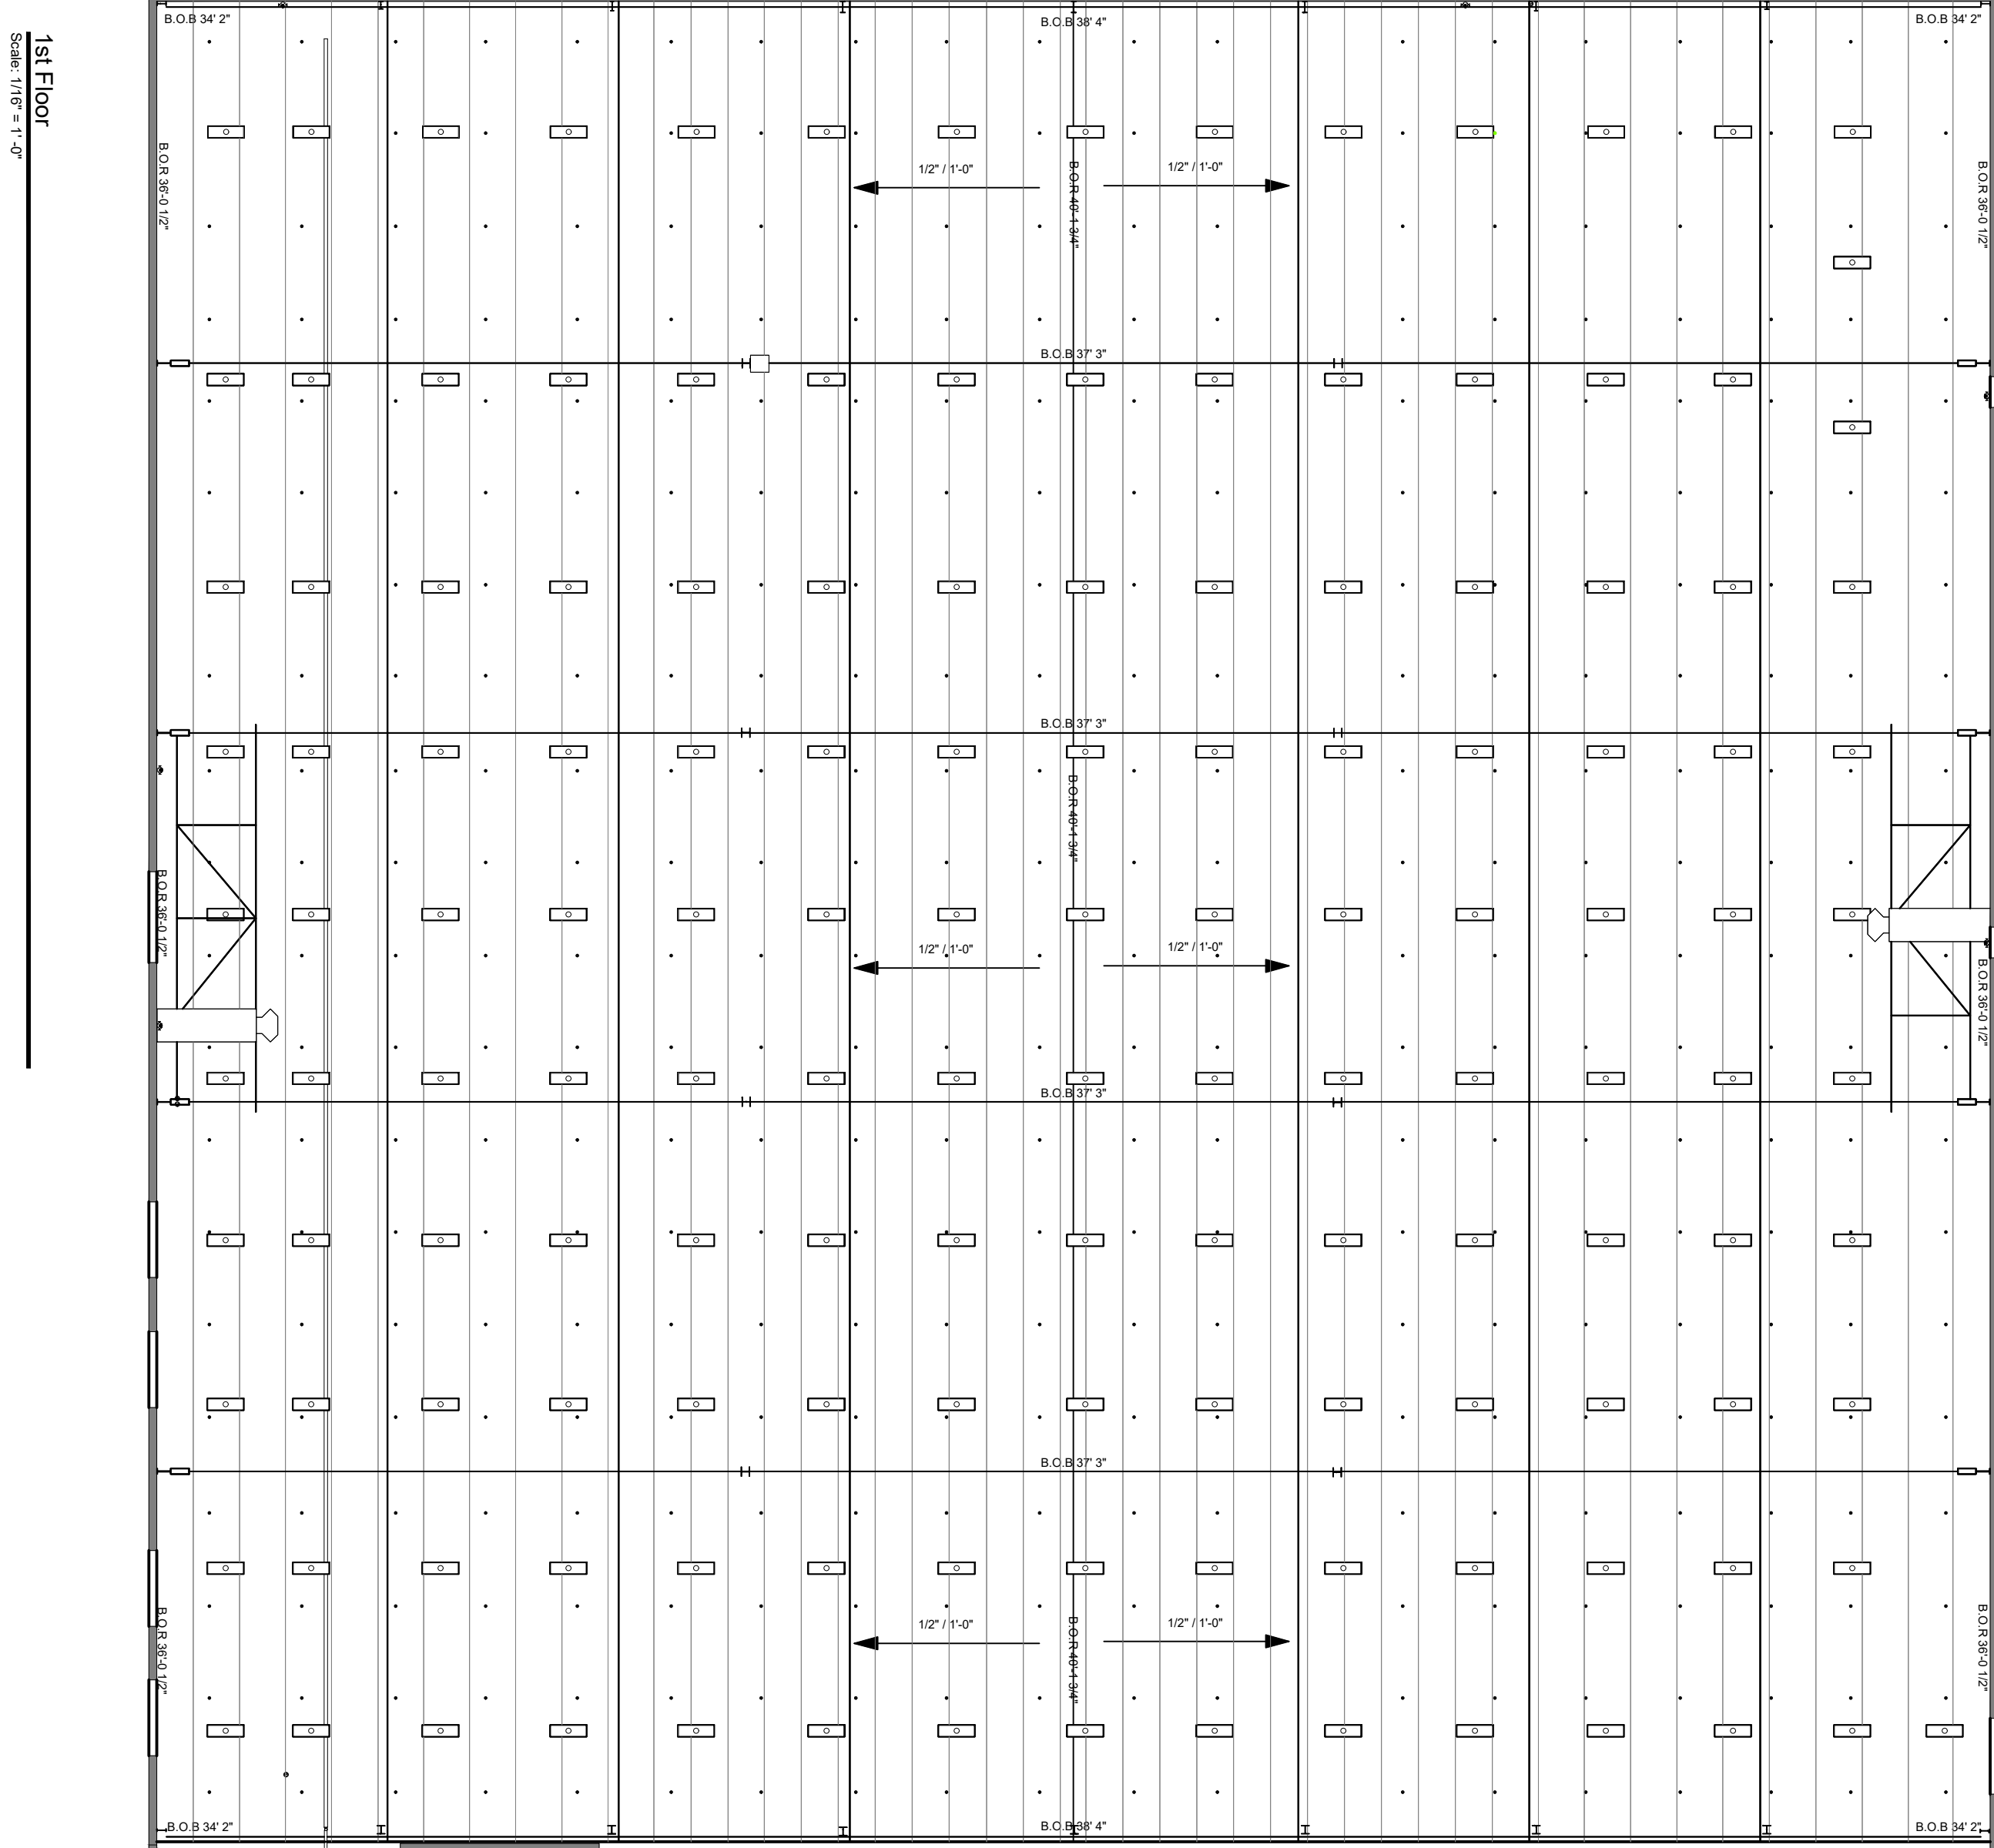 1st Floor
Scale: 1/16" = 1' -0"
B.O.B 34' 2"
B.O.B 38' 4"
B.O.B 34' 2"
B.O.R 36'-0 1/2"
1/2" / 1'-0"
B.O.R 40'-1 3/4"
1/2" / 1'-0"
B.O.R 36'-0 1/2"
B.O.B 37' 3"
B.O.B 37' 3"
B.O.R 40'-1 3/4"
B.O.R 36'-0 1/2"
1/2" / 1'-0"
1/2" / 1'-0"
B.O.R 36'-0 1/2"
B.O.B 37' 3"
B.O.B 37' 3"
B.O.R 36'-0 1/2"
1/2" / 1'-0"
B.O.R 40'-1 3/4"
1/2" / 1'-0"
B.O.R 36'-0 1/2"
B.O.B 34' 2"
B.O.B 38' 4"
B.O.B 34' 2"